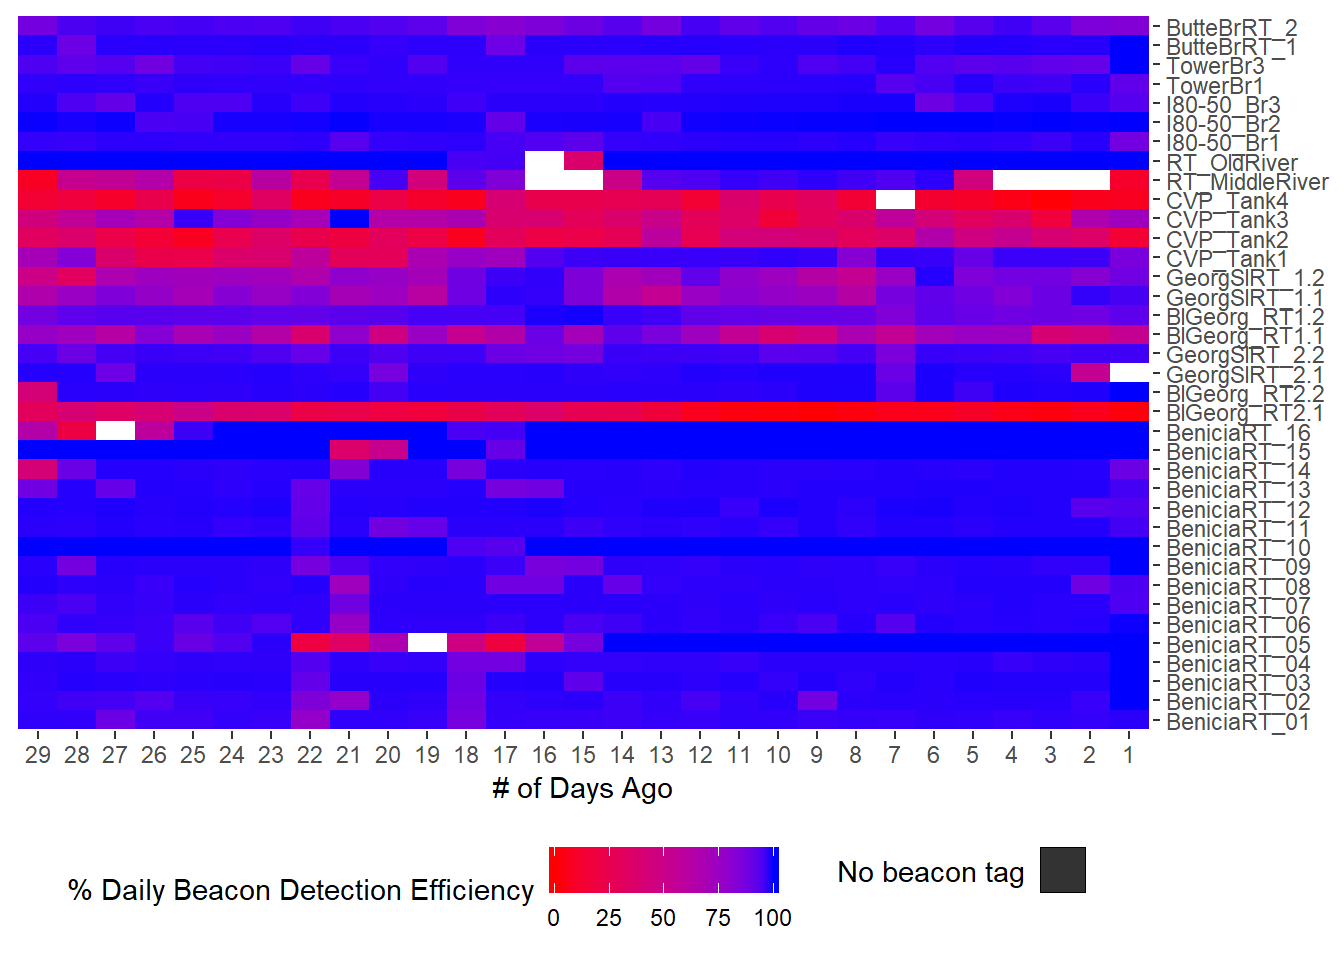 ButteBrRT_2
ButteBrRT_1
TowerBr3
TowerBr1
I80-50_Br3
I80-50_Br2
I80-50_Br1
RT_OldRiver
RT_MiddleRiver
CVP_Tank4
CVP_Tank3
CVP_Tank2
CVP_Tank1
GeorgSlRT_1.2
GeorgSlRT_1.1
BlGeorg_RT1.2
BlGeorg_RT1.1
GeorgSlRT_2.2
GeorgSlRT_2.1
BlGeorg_RT2.2
BlGeorg_RT2.1
BeniciaRT_16
BeniciaRT_15
BeniciaRT_14
BeniciaRT_13
BeniciaRT_12
BeniciaRT_11
BeniciaRT_10
BeniciaRT_09
BeniciaRT_08
BeniciaRT_07
BeniciaRT_06
BeniciaRT_05
BeniciaRT_04
BeniciaRT_03
BeniciaRT_02
BeniciaRT_01
29 28 27 26 25 24 23 22 21 20 19 18 17 16 15 14 13 12 11 10 9 8 7 6 5 4 3 2 1
# of Days Ago
% Daily Beacon Detection Efficiency
0 25 50 75 100
No beacon tag